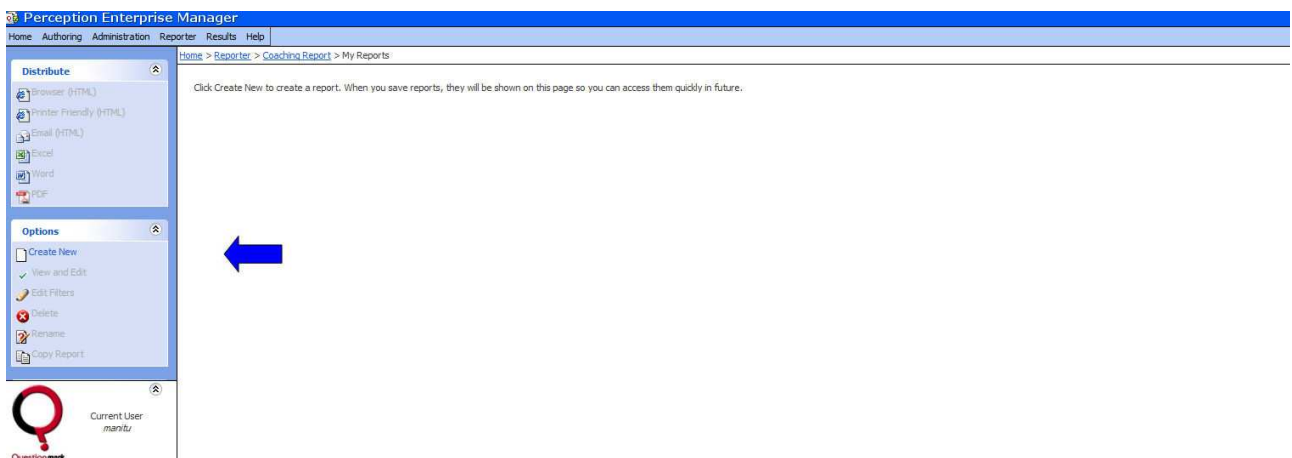 Perception Enterprise Manager
Home Authoring Administration Reporter Results Help
Home > Reporter > Coaching Report > My Reports
Distribute
Browser (HTML)
Printer Friendly (HTML)
Email (HTML)
Excel
Word
PDF
Click Create New to create a report. When you save reports, they will be shown on this page so you can access them quickly in future.
Options
Create New
View and Edit
Edit Filters
Delete
Rename
Copy Report
Current User
manitu
Questionmark